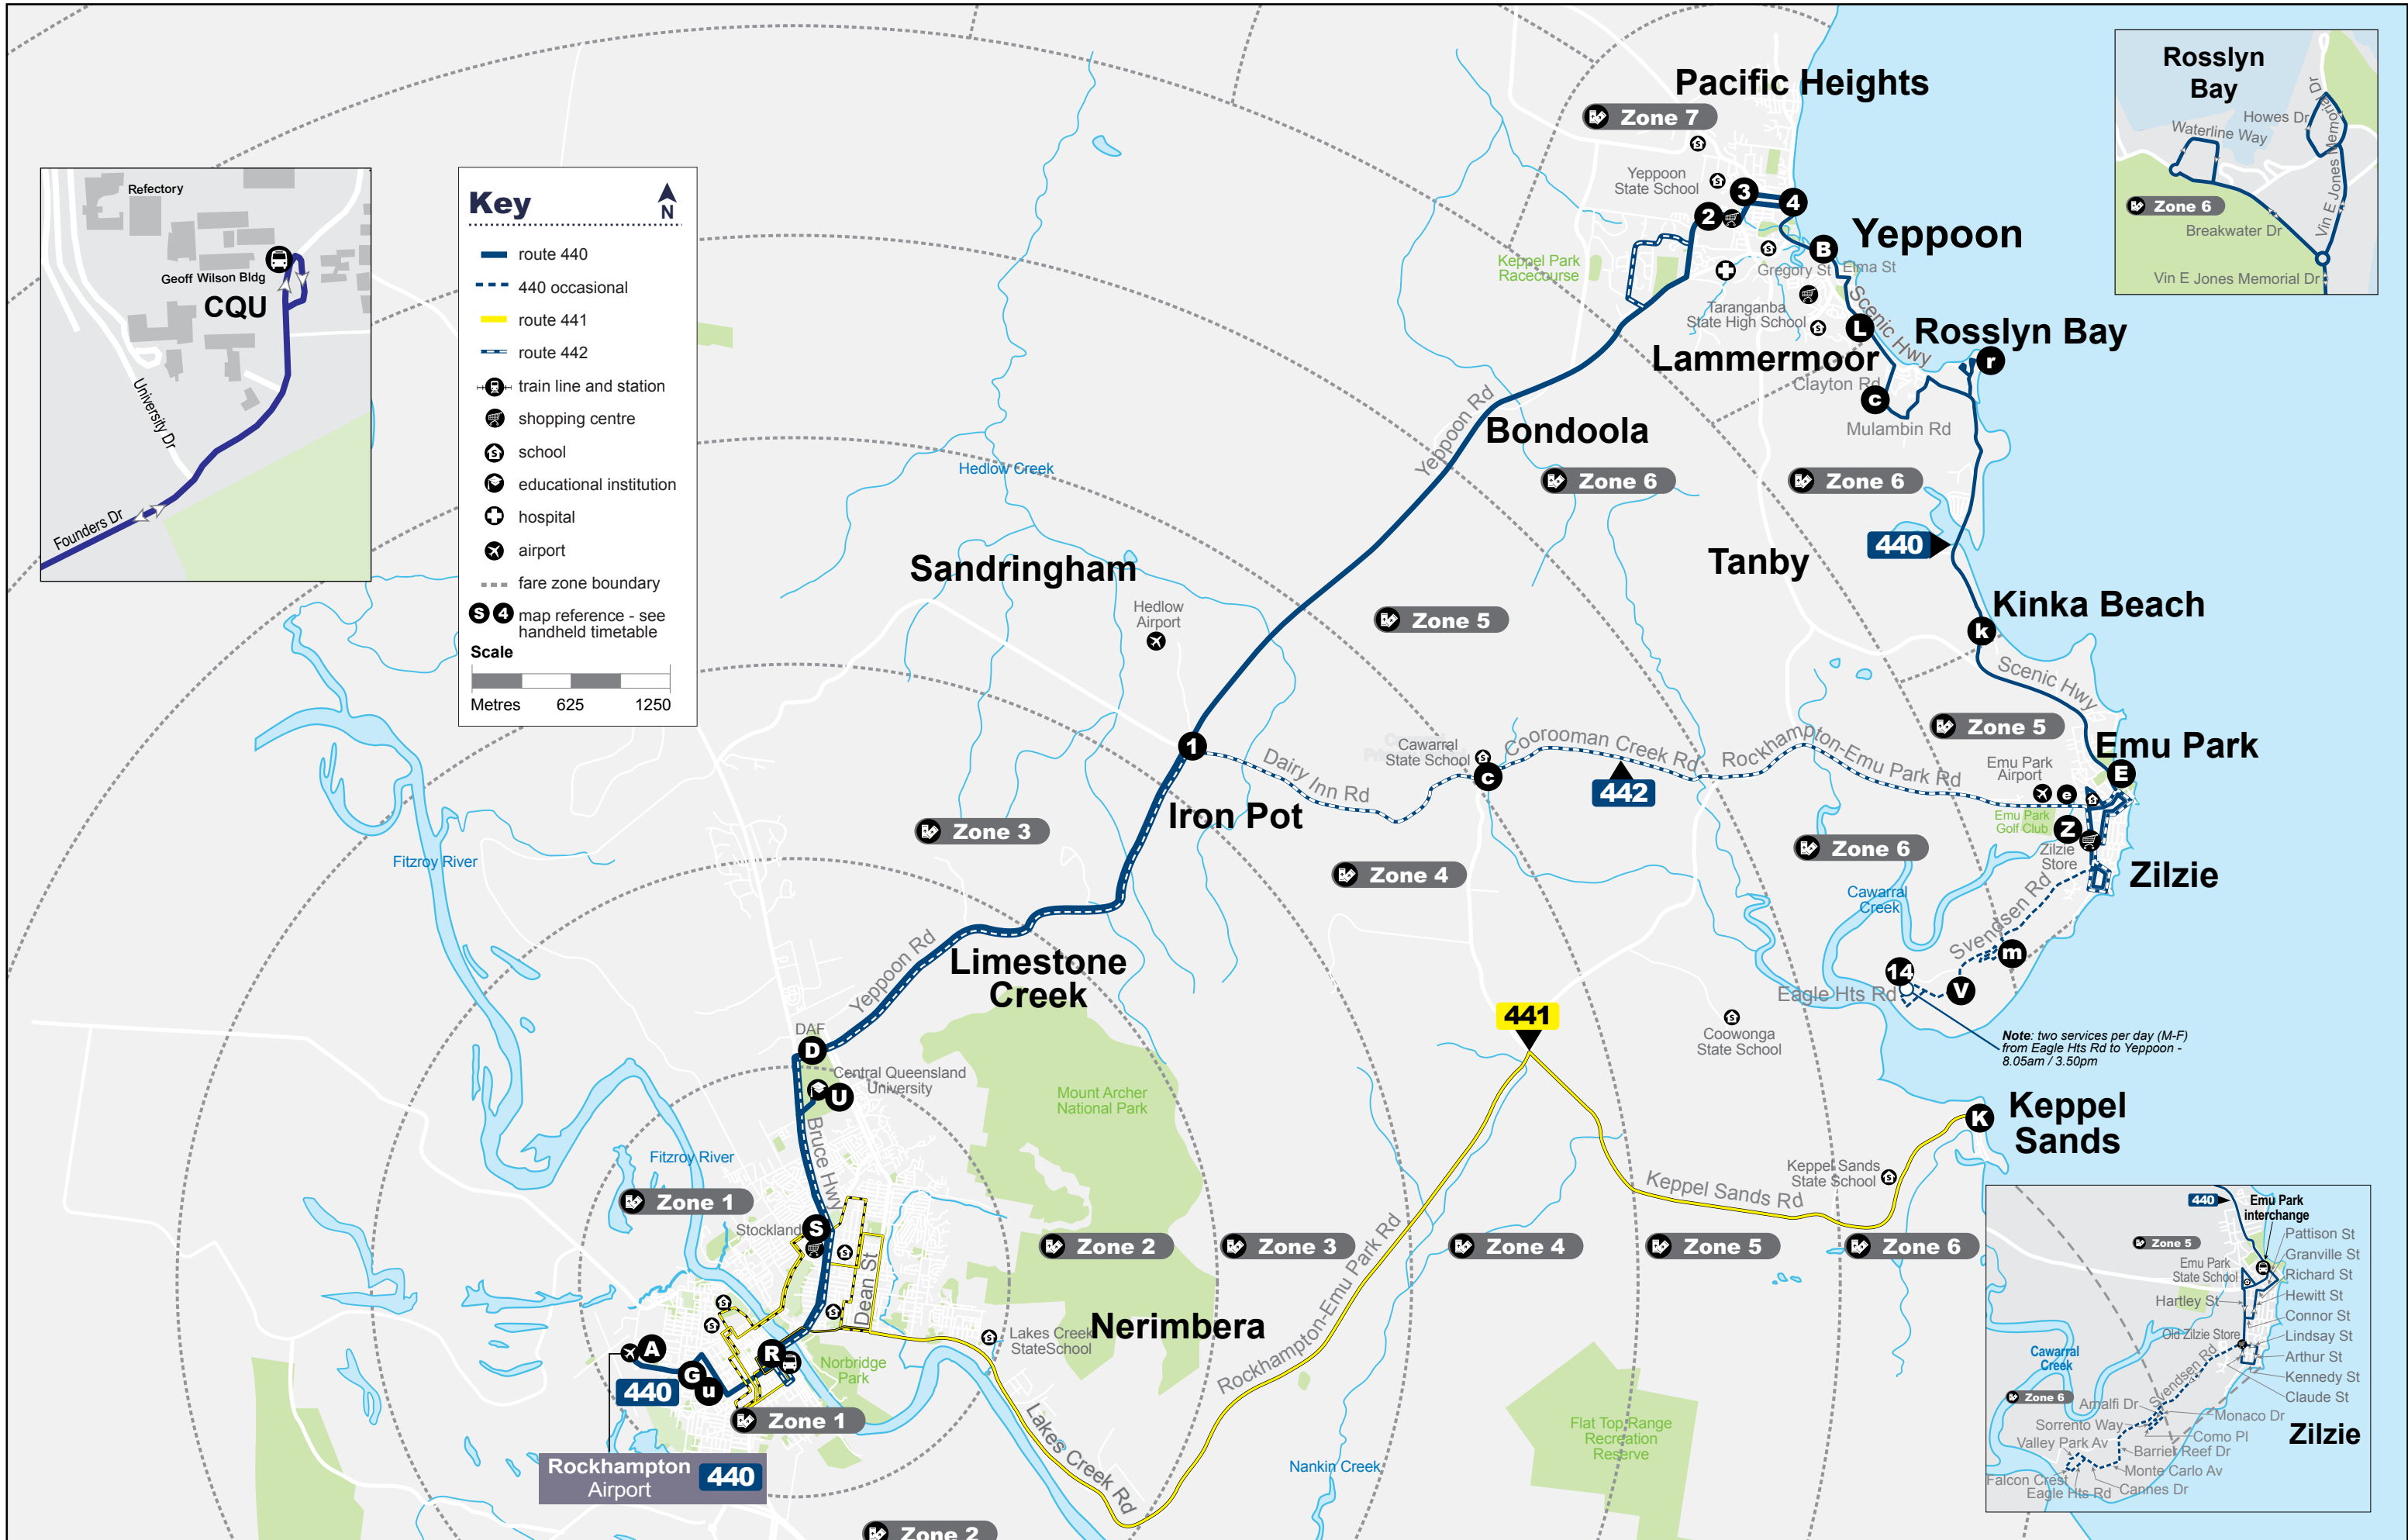 Refectory
Geoff Wilson Bldg
CQU
University Dr
Founders Dr
Key
N
route 440
440 occasional
route 441
route 442
train line and station
shopping centre
school
educational institution
hospital
airport
fare zone boundary
S 4 map reference - see
handheld timetable
Scale
Metres 625 1250
Pacific Heights
Zone 7
Yeppoon
State School
3
4
2
B
Yeppoon
Keppel Park
Racecourse
Gregory St
Elma St
Taranganba
State High School
Scenic Hwy
L
Rosslyn Bay
r
Lammermoor
Clayton Rd
c
Mulambin Rd
Yeppoon Rd
Bondoola
Zone 6
Zone 6
Hedlow Creek
Sandringham
Hedlow
Airport
Zone 5
Tanby
440
Kinka Beach
k
Scenic Hwy
Zone 5
Emu Park
E
Emu Park
Airport
e
Emu Park
Golf Club
Z
Zilzie
Store
Zilzie
1
Dairy Inn Rd
Cawarral
State School
c
Coorooman Creek Rd
442
Rockhampton-Emu Park Rd
Iron Pot
Zone 3
Zone 4
Zone 6
Cawarral
Creek
Svendsen Rd
m
14
V
Eagle Hts Rd
Note: two services per day (M-F)
from Eagle Hts Rd to Yeppoon -
8.05am / 3.50pm
Fitzroy River
Limestone
Creek
Yeppoon Rd
DAF
D
Central Queensland
University
U
Bruce Hwy
Mount Archer
National Park
441
Coowonga
State School
Keppel
Sands
K
Keppel Sands
State School
Keppel Sands Rd
Fitzroy River
Zone 1
Stockland
S
Dean St
Zone 2
Zone 3
Zone 4
Zone 5
Zone 6
Nerimbera
Lakes Creek
StateSchool
Rockhampton-Emu Park Rd
Lakes Creek Rd
Norbridge
Park
R
A
G
u
440
Zone 1
Rockhampton
Airport
440
Zone 2
Nankin Creek
Flat Top Range
Recreation
Reserve
Rosslyn
Bay
Howes Dr
Waterline Way
Vin E Jones Memorial Dr
Zone 6
Breakwater Dr
Vin E Jones Memorial Dr
440
Emu Park
interchange
Pattison St
Zone 5
Granville St
Emu Park
State School
Richard St
Hartley St
Hewitt St
Connor St
Old Zilzie Store
Lindsay St
Cawarral
Creek
Arthur St
Svendsen Rd
Kennedy St
Zone 6
Claude St
Amalfi Dr
Monaco Dr
Sorrento Way
Como Pl
Zilzie
Valley Park Av
Barrier Reef Dr
Monte Carlo Av
Falcon Crest
Cannes Dr
Eagle Hts Rd